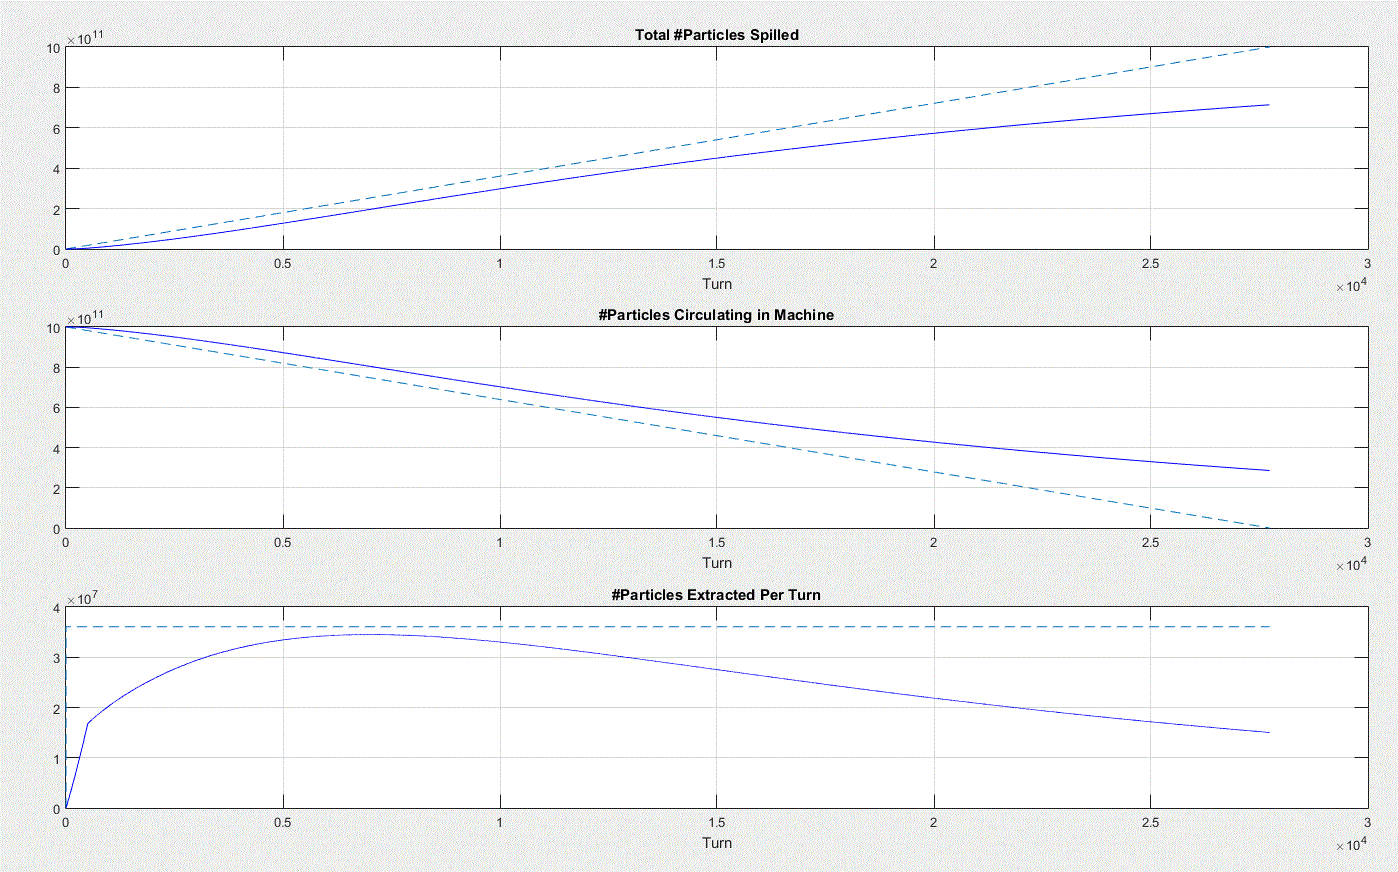 Total #Particles Spilled
×10^11
10
8
6
4
2
0
0 0.5 1 1.5 2 2.5 3
Turn
×10^4
#Particles Circulating in Machine
×10^11
10
8
6
4
2
0
0 0.5 1 1.5 2 2.5 3
Turn
×10^4
#Particles Extracted Per Turn
×10^7
4
3
2
1
0
0 0.5 1 1.5 2 2.5 3
Turn
×10^4